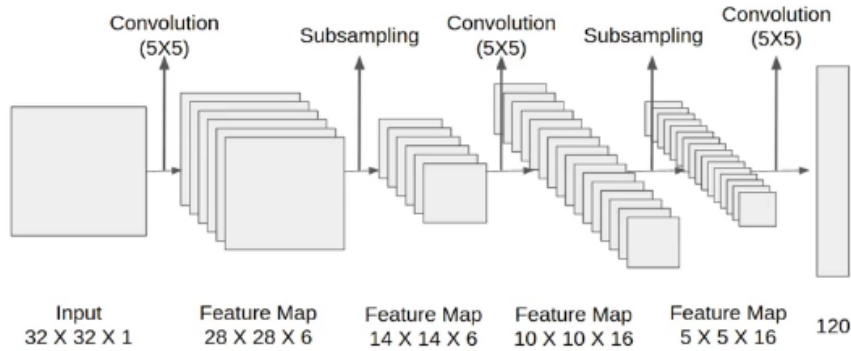 Convolution
(5X5)
Subsampling
Convolution
(5X5)
Subsampling
Convolution
(5X5)
Input
32 X 32 X 1
Feature Map
28 X 28 X 6
Feature Map
14 X 14 X 6
Feature Map
10 X 10 X 16
Feature Map
5 X 5 X 16
120